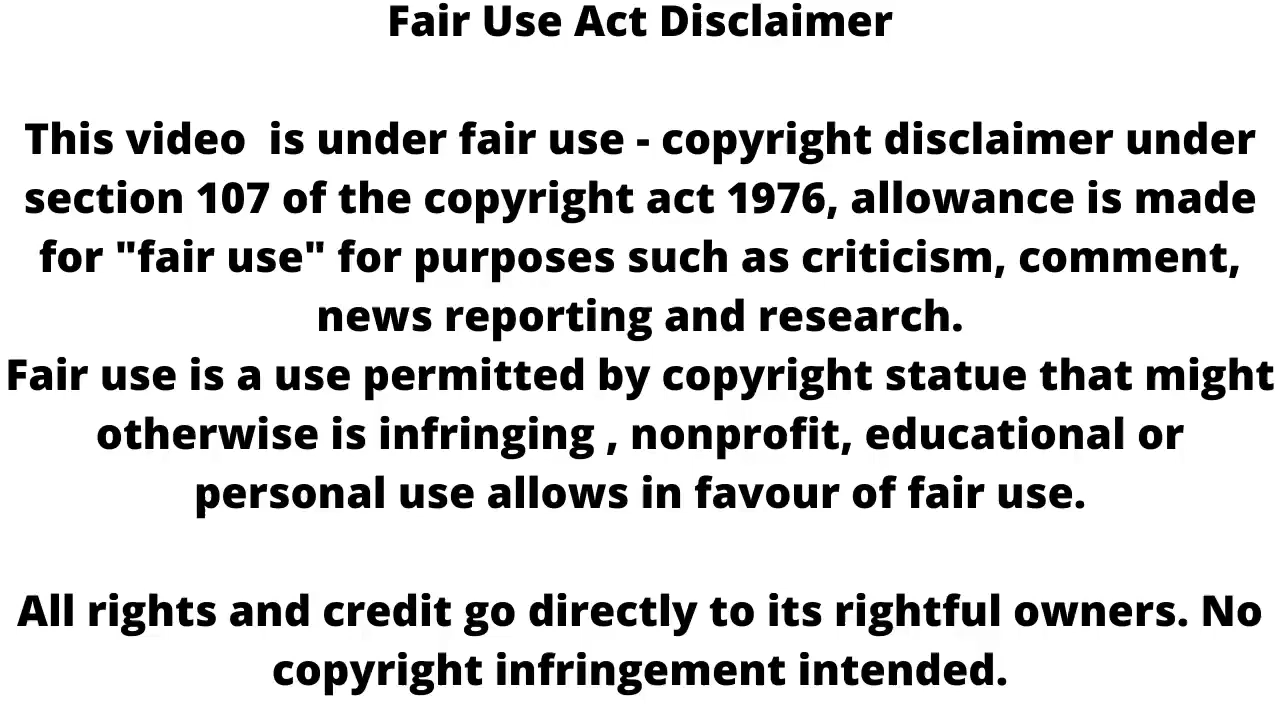 Fair Use Act Disclaimer
This video  is under fair use - copyright disclaimer under
section 107 of the copyright act 1976, allowance is made
for "fair use" for purposes such as criticism, comment,
news reporting and research.
Fair use is a use permitted by copyright statue that might
otherwise is infringing , nonprofit, educational or
personal use allows in favour of fair use.
All rights and credit go directly to its rightful owners. No
copyright infringement intended.